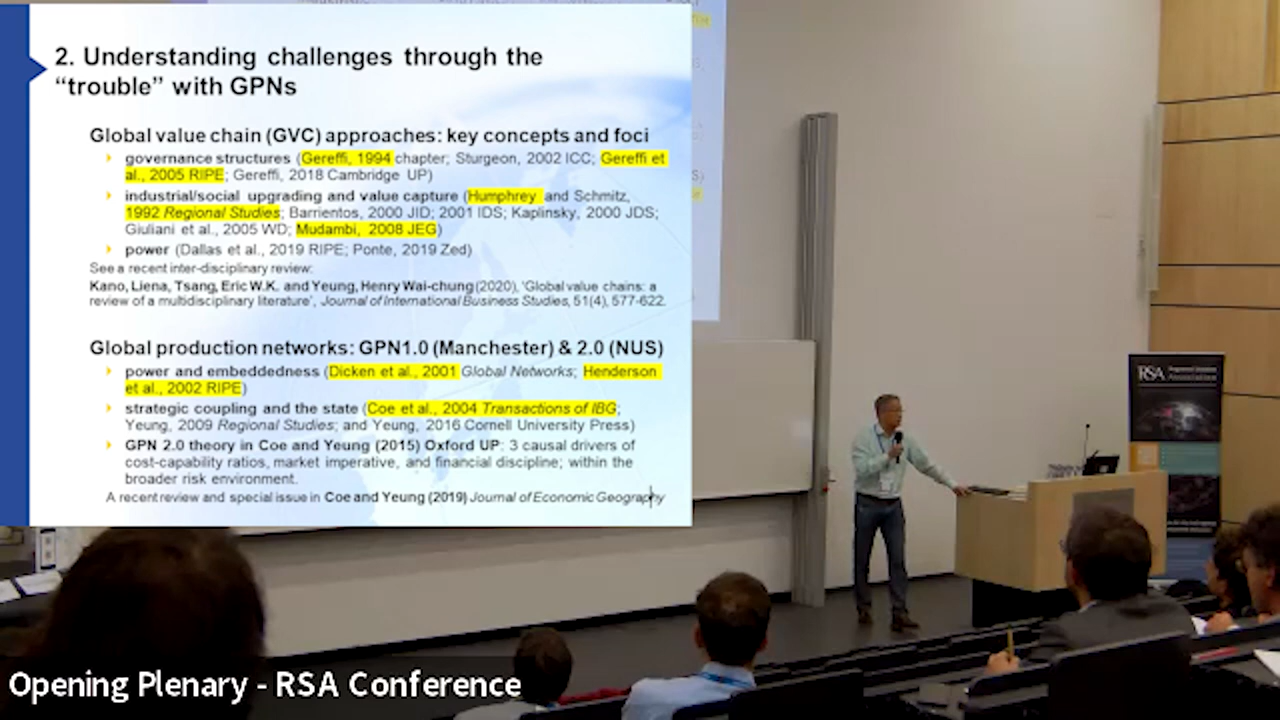 2. Understanding challenges through the
“trouble” with GPNs
Global value chain (GVC) approaches: key concepts and foci
governance structures (Gereffi, 1994 chapter; Sturgeon, 2002 ICC; Gereffi et
al., 2005 RIPE; Gereffi, 2018 Cambridge UP)
industrial/social upgrading and value capture (Humphrey and Schmitz,
1992 Regional Studies; Barrientos, 2000 JID; 2001 IDS; Kaplinsky, 2000 JDS;
Giuliani et al., 2005 WD; Mudambi, 2008 JEG)
power (Dallas et al., 2019 RIPE; Ponte, 2019 Zed)
See a recent inter-disciplinary review:
Kano, Liena, Tsang, Eric W.K. and Yeung, Henry Wai-chung (2020), ‘Global value chains: a
review of a multidisciplinary literature’, Journal of International Business Studies, 51(4), 577-622.
Global production networks: GPN1.0 (Manchester) & 2.0 (NUS)
power and embeddedness (Dicken et al., 2001 Global Networks; Henderson
et al., 2002 RIPE)
strategic coupling and the state (Coe et al., 2004 Transactions of IBG;
Yeung, 2009 Regional Studies; and Yeung, 2016 Cornell University Press)
GPN 2.0 theory in Coe and Yeung (2015) Oxford UP: 3 causal drivers of
cost-capability ratios, market imperative, and financial discipline; within the
broader risk environment.
A recent review and special issue in Coe and Yeung (2019) Journal of Economic Geography
RSA
Association
Opening Plenary - RSA Conference